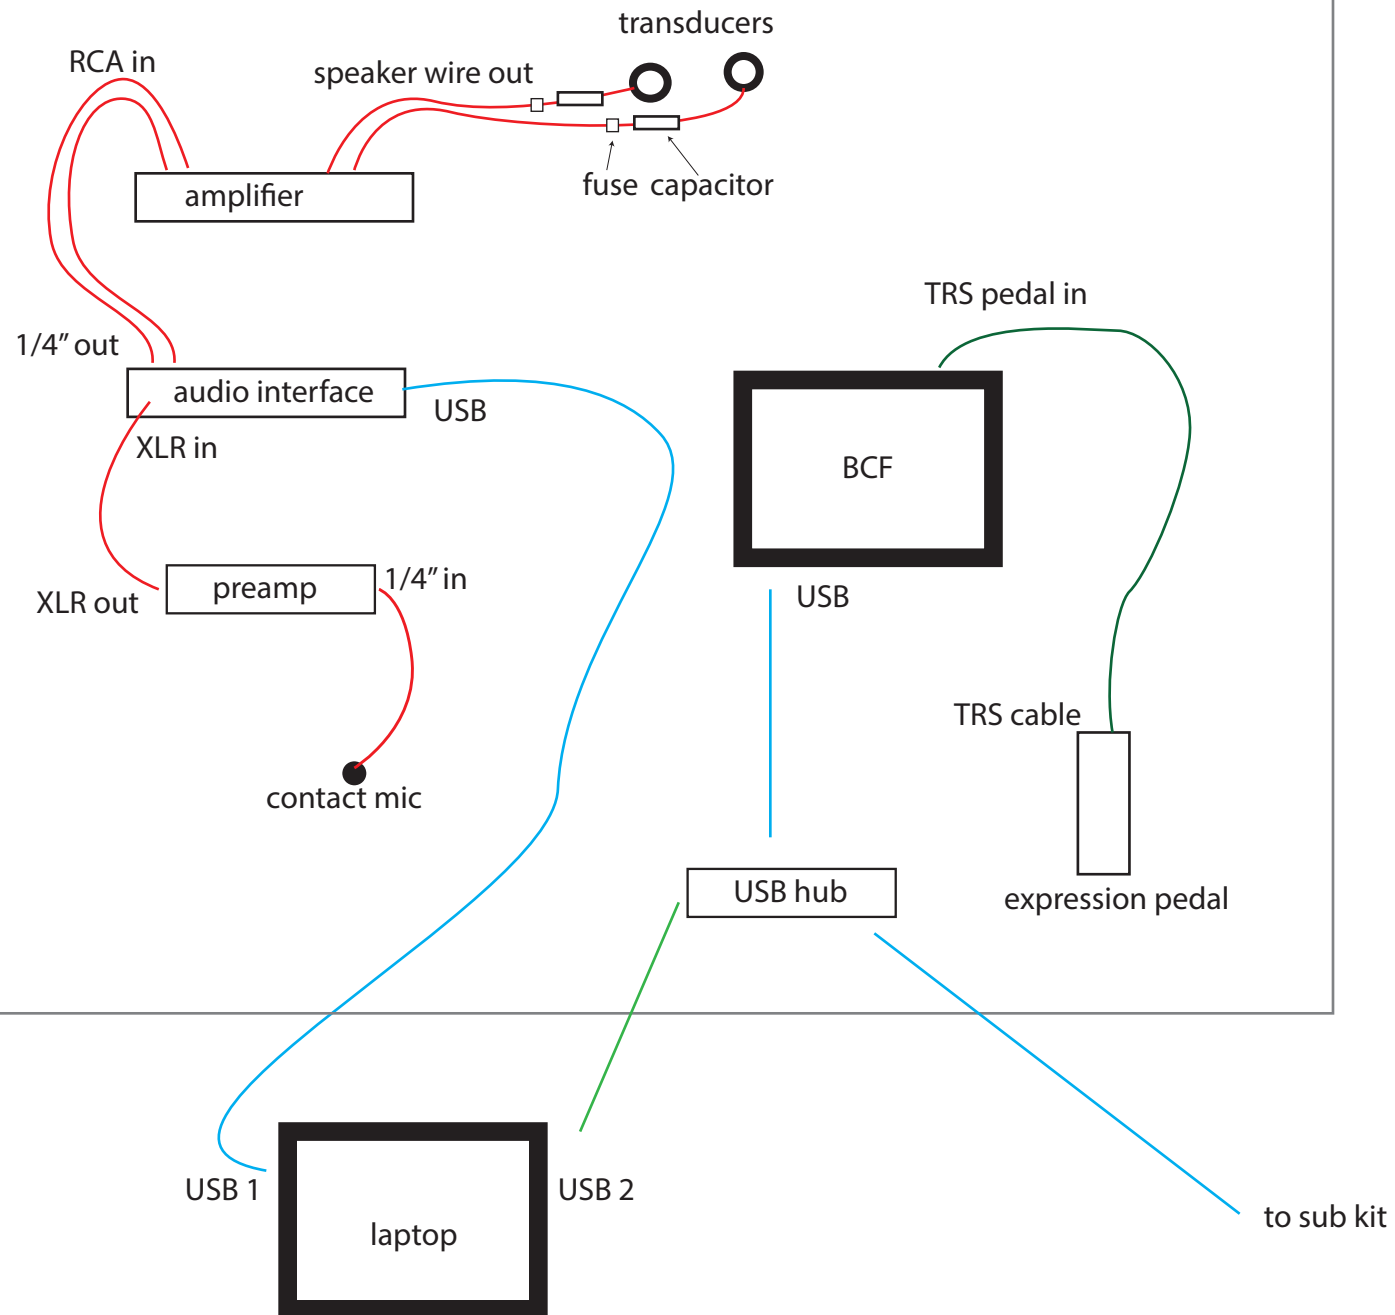 transducers
RCA in
speaker wire out
fuse capacitor
amplifier
TRS pedal in
1/4” out
audio interface
USB
XLR in
BCF
preamp
1/4” in
XLR out
USB
TRS cable
contact mic
USB hub
expression pedal
USB 1
USB 2
to sub kit
laptop